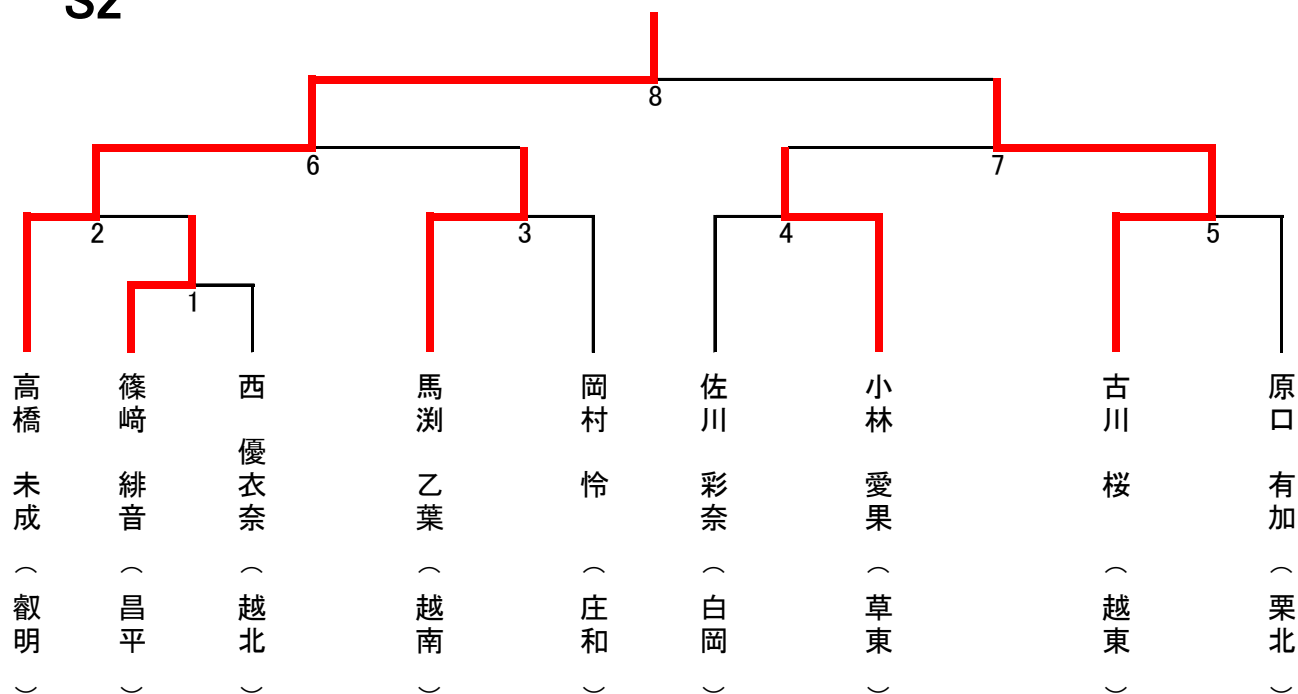 S2
8
6
7
2
3
4
5
1
高橋 未成（叡明）
篠﨑 緋音（昌平）
西 優衣奈（越北）
馬渕 乙葉（越南）
岡村 怜（庄和）
佐川 彩奈（白岡）
小林 愛果（草東）
古川 桜（越東）
原口 有加（栗北）